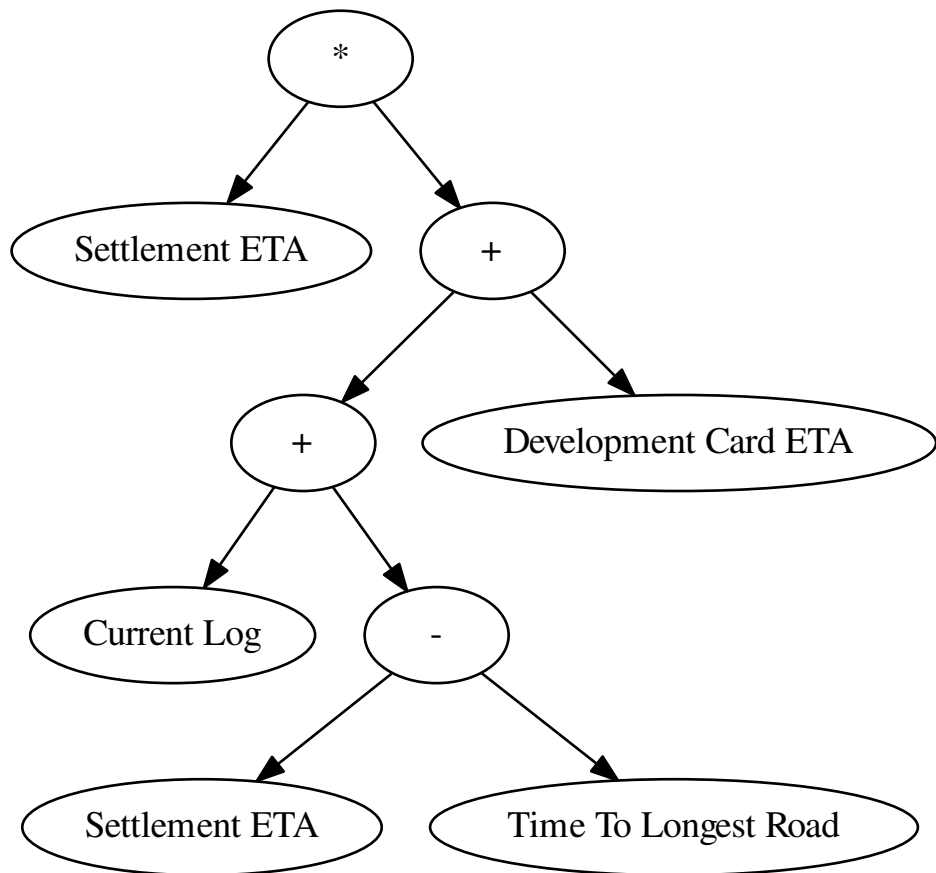 *
Settlement ETA
+
+
Development Card ETA
Current Log
-
Settlement ETA
Time To Longest Road